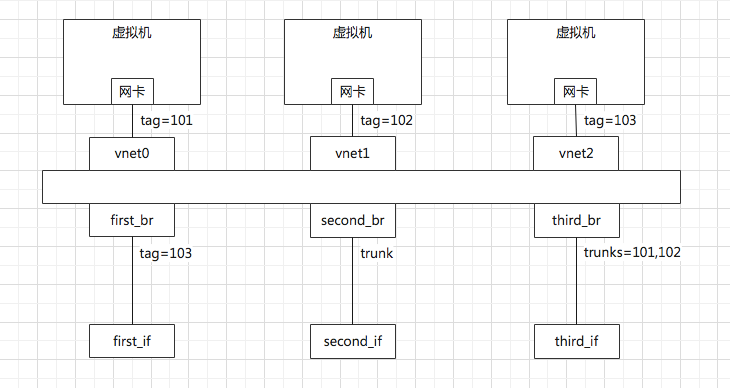 虚拟机 虚拟机 虚拟机
网卡 网卡 网卡
tag=101 tag=102 tag=103
vnet0 vnet1 vnet2
first_br second_br third_br
tag=103 trunk trunks=101,102
first_if second_if third_if